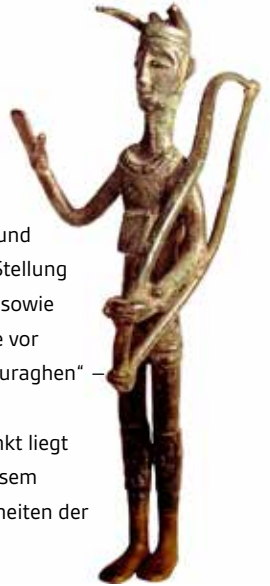 und
Stellung
sowie
e vor
uraghen“ –
nkt liegt
sem
heiten der